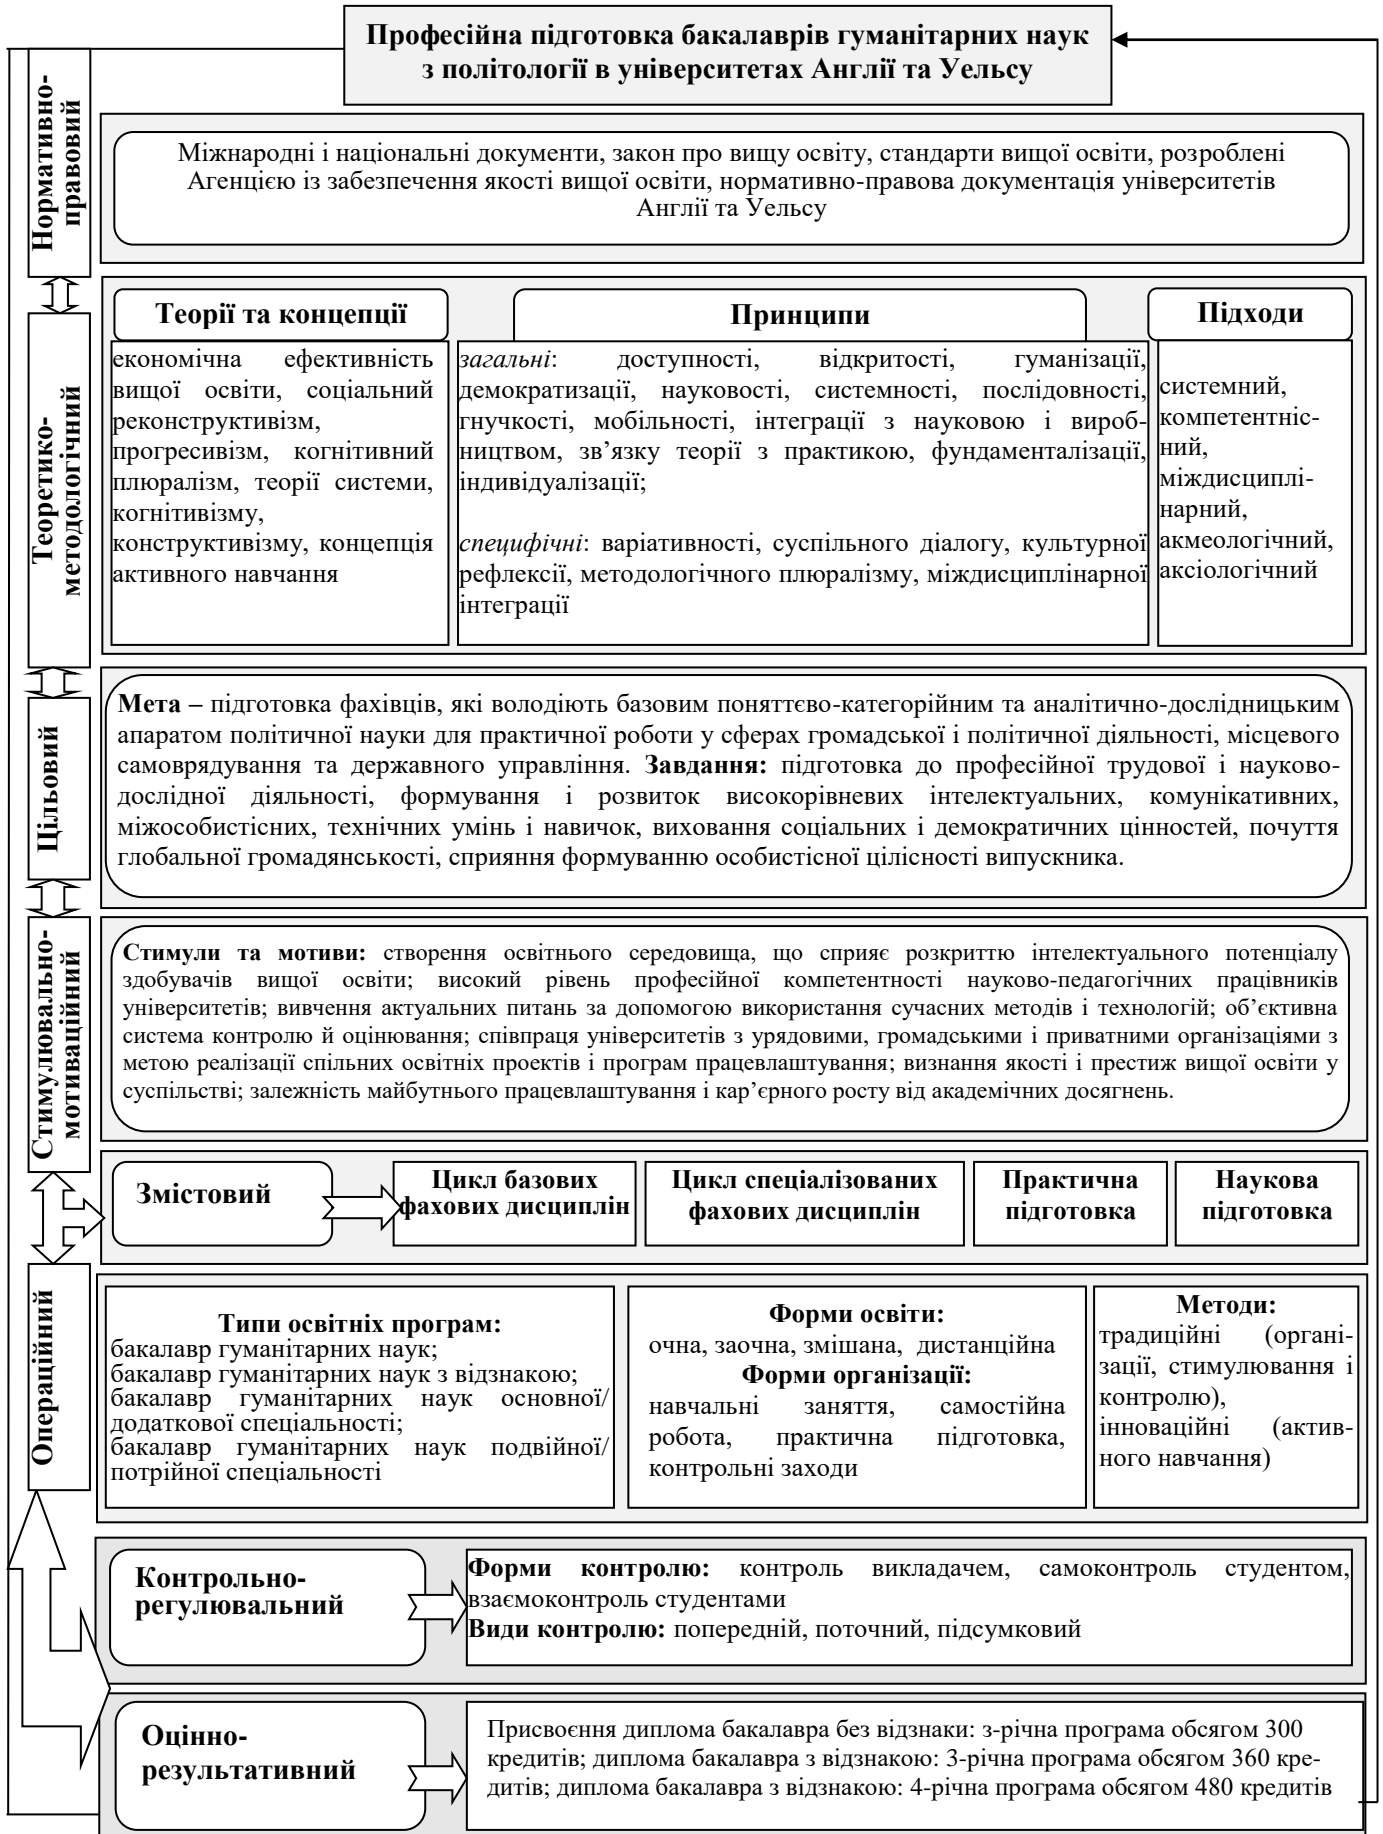 Професійна підготовка бакалаврів гуманітарних наук
з політології в університетах Англії та Уельсу
Нормативно-
правовий
Міжнародні і національні документи, закон про вищу освіту, стандарти вищої освіти, розроблені
Агенцією із забезпечення якості вищої освіти, нормативно-правова документація університетів
Англії та Уельсу
Теоретико-
методологічний
Теорії та концепції
економічна ефективність
вищої освіти, соціальний
реконструктивізм,
прогресивізм, когнітивний
плюралізм, теорії системи,
когнітивізму,
конструктивізму, концепція
активного навчання
Принципи
загальні: доступності, відкритості, гуманізації,
демократизації, науковості, системності, послідовності,
гнучкості, мобільності, інтеграції з науковою і вироб-
ництвом, зв’язку теорії з практикою, фундаменталізації,
індивідуалізації;
специфічні: варіативності, суспільного діалогу, культурної
рефлексії, методологічного плюралізму, міждисциплінарної
інтеграції
Підходи
системний,
компетентніс-
ний,
міждисциплі-
нарний,
акмеологічний,
аксіологічний
Цільовий
Мета – підготовка фахівців, які володіють базовим поняттєво-категорійним та аналітично-дослідницьким
апаратом політичної науки для практичної роботи у сферах громадської і політичної діяльності, місцевого
самоврядування та державного управління. Завдання: підготовка до професійної трудової і науково-
дослідної діяльності, формування і розвиток високорівневих інтелектуальних, комунікативних,
міжособистісних, технічних умінь і навичок, виховання соціальних і демократичних цінностей, почуття
глобальної громадянськості, сприяння формуванню особистісної цілісності випускника.
Стимулювально-
мотиваційний
Стимули та мотиви: створення освітнього середовища, що сприяє розкриттю інтелектуального потенціалу
здобувачів вищої освіти; високий рівень професійної компетентності науково-педагогічних працівників
університетів; вивчення актуальних питань за допомогою використання сучасних методів і технологій; об’єктивна
система контролю й оцінювання; співпраця університетів з урядовими, громадськими і приватними організаціями з
метою реалізації спільних освітніх проектів і програм працевлаштування; визнання якості і престиж вищої освіти у
суспільстві; залежність майбутнього працевлаштування і кар’єрного росту від академічних досягнень.
Змістовий
Цикл базових
фахових дисциплін
Цикл спеціалізованих
фахових дисциплін
Практична
підготовка
Наукова
підготовка
Операційний
Типи освітніх програм:
бакалавр гуманітарних наук;
бакалавр гуманітарних наук з відзнакою;
бакалавр гуманітарних наук основної/
додаткової спеціальності;
бакалавр гуманітарних наук подвійної/
потрійної спеціальності
Форми освіти:
очна, заочна, змішана, дистанційна
Форми організації:
навчальні заняття, самостійна
робота, практична підготовка,
контрольні заходи
Методи:
традиційні (органі-
зації, стимулювання і
контролю),
інноваційні (актив-
ного навчання)
Контрольно-
регулювальний
Форми контролю: контроль викладачем, самоконтроль студентом,
взаємоконтроль студентами
Види контролю: попередній, поточний, підсумковий
Оцінно-
результативний
Присвоєння диплома бакалавра без відзнаки: з-річна програма обсягом 300
кредитів; диплома бакалавра з відзнакою: 3-річна програма обсягом 360 кре-
дитів; диплома бакалавра з відзнакою: 4-річна програма обсягом 480 кредитів